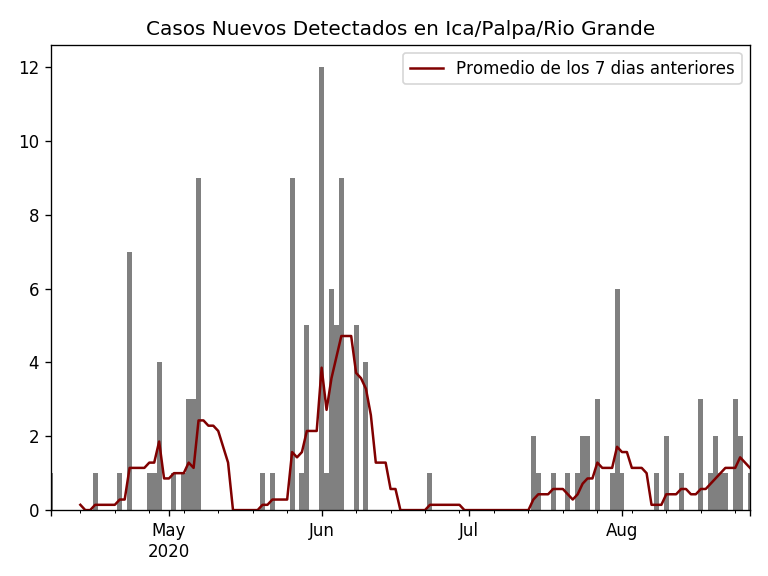 Casos Nuevos Detectados en Ica/Palpa/Rio Grande
Promedio de los 7 dias anteriores
12
10
8
6
4
2
0
May
2020
Jun
Jul
Aug